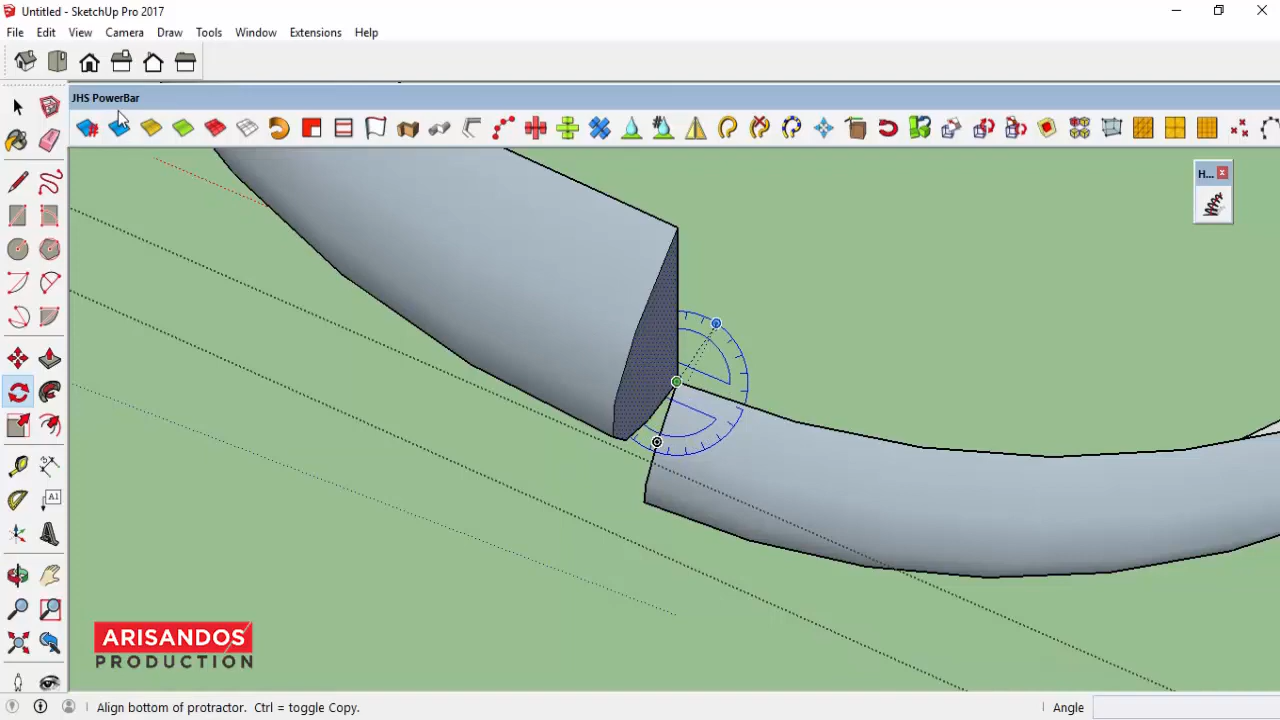 Untitled - SketchUp Pro 2017
File Edit View Camera Draw Tools Window Extensions Help
JHS PowerBar
H...
A1
ARISANDOS
PRODUCTION
Align bottom of protractor. Ctrl = toggle Copy.
Angle